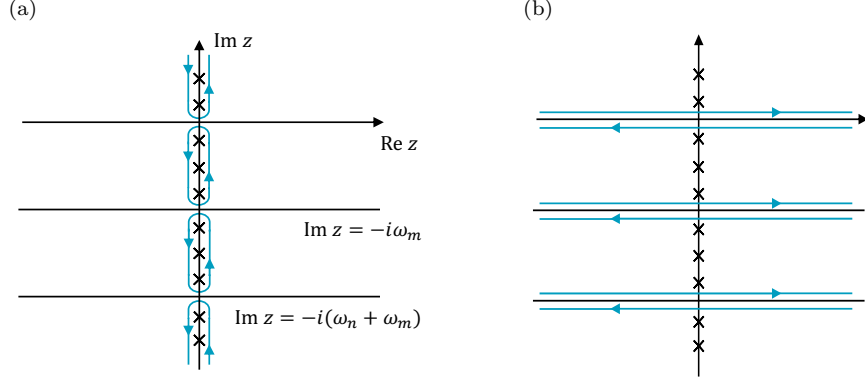 (a)
(b)
Im z
Re z
Im z = −iω_m
Im z = −i(ω_n + ω_m)